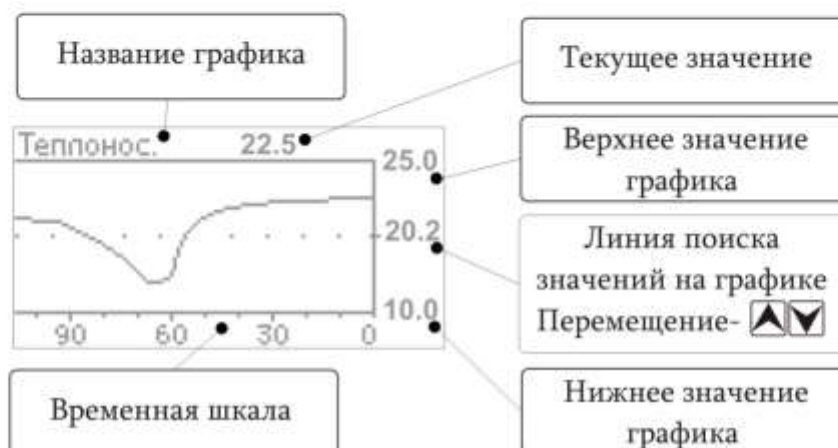 Название графика
Текущее значение
Теплонос. 22.5
25.0
Верхнее значение
графика
20.2
Линия поиска
значений на графике
Перемещение-
10.0
90 60 30 0
Временная шкала
Нижнее значение
графика